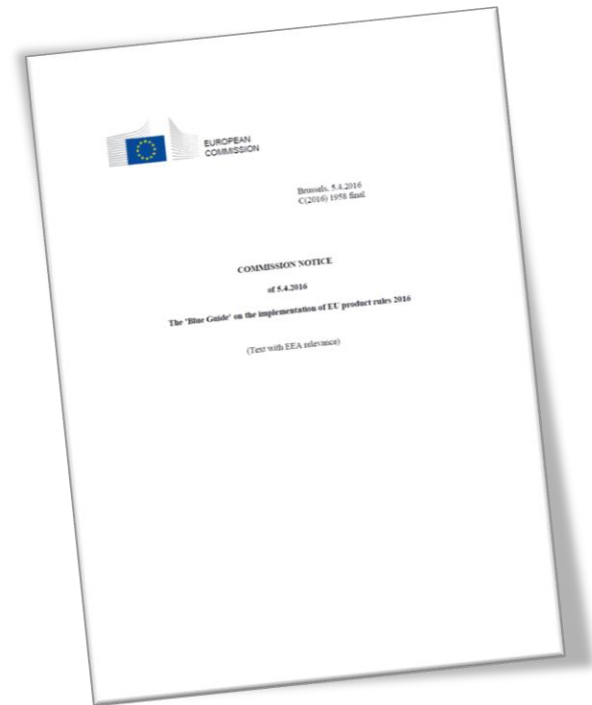 EUROPEAN
COMMISSION
Brussels, 5.4.2016
C(2016) 1958 final
COMMISSION NOTICE
of 5.4.2016
The 'Blue Guide' on the implementation of EU product rules 2016
(Text with EEA relevance)